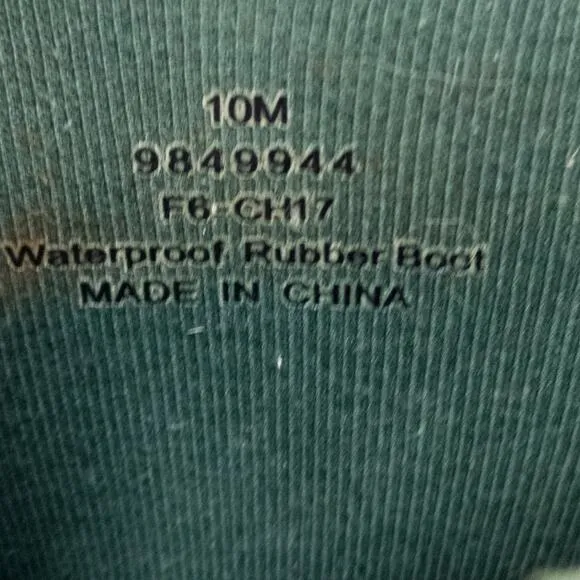 10M
9849944
F6-CH17
Waterproof Rubber Boot
MADE IN CHINA